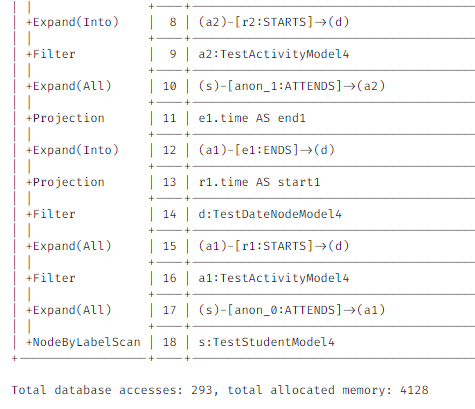 +Expand(Into) | 8 | (a2)-[r2:STARTS]->(d)
+Filter | 9 | a2:TestActivityModel4
+Expand(All) | 10 | (s)-[anon_1:ATTENDS]->(a2)
+Projection | 11 | e1.time AS end1
+Expand(Into) | 12 | (a1)-[e1:ENDS]->(d)
+Projection | 13 | r1.time AS start1
+Filter | 14 | d:TestDateNodeModel4
+Expand(All) | 15 | (a1)-[r1:STARTS]->(d)
+Filter | 16 | a1:TestActivityModel4
+Expand(All) | 17 | (s)-[anon_0:ATTENDS]->(a1)
+NodeByLabelScan | 18 | s:TestStudentModel4
Total database accesses: 293, total allocated memory: 4128